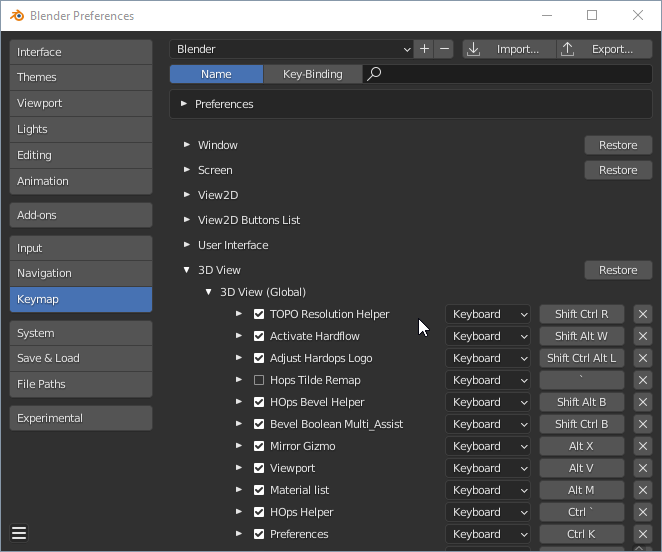 Blender Preferences
Interface
Themes
Viewport
Lights
Editing
Animation
Add-ons
Input
Navigation
Keymap
System
Save & Load
File Paths
Experimental
Blender + − Import... Export...
Name Key-Binding
Preferences
Window Restore
Screen Restore
View2D
View2D Buttons List
User Interface
3D View Restore
3D View (Global)
TOPO Resolution Helper Keyboard Shift Ctrl R
Activate Hardflow Keyboard Shift Alt W
Adjust Hardops Logo Keyboard Shift Ctrl Alt L
Hops Tilde Remap Keyboard `
HOps Bevel Helper Keyboard Shift Alt B
Bevel Boolean Multi_Assist Keyboard Shift Ctrl B
Mirror Gizmo Keyboard Alt X
Viewport Keyboard Alt V
Material list Keyboard Alt M
HOps Helper Keyboard Ctrl `
Preferences Keyboard Ctrl K